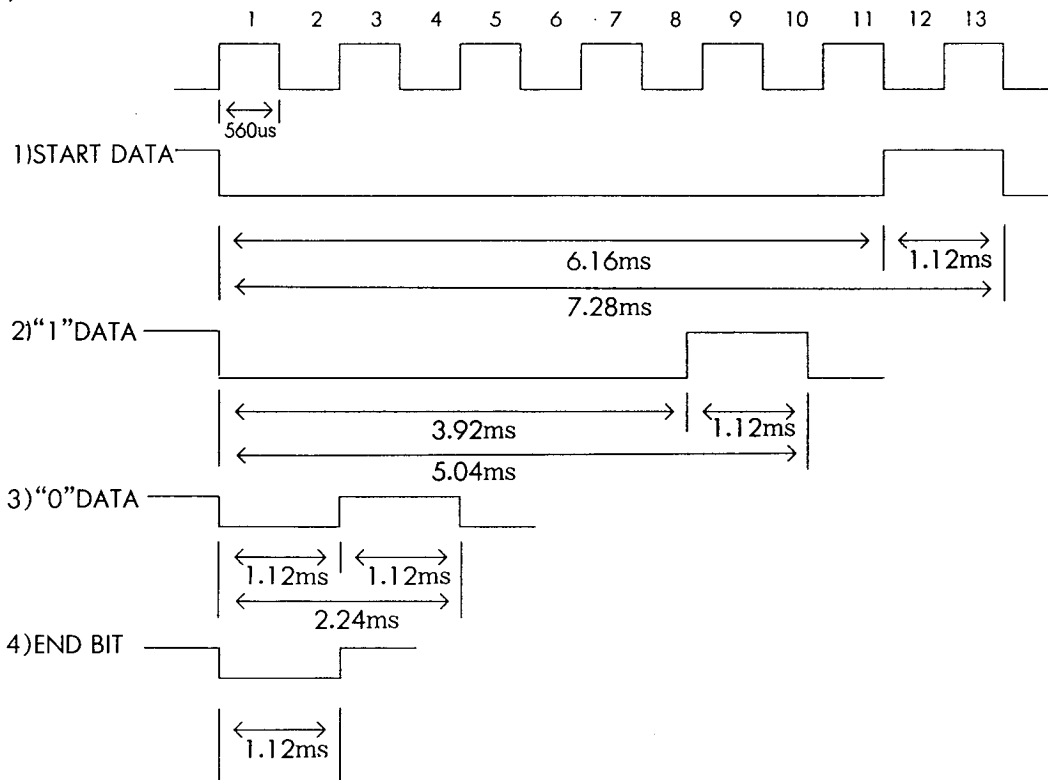 1 2 3 4 5 6 7 8 9 10 11 12 13
560us
1)START DATA
6.16ms 1.12ms
7.28ms
2)“1”DATA
3.92ms 1.12ms
5.04ms
3)“0”DATA
1.12ms 1.12ms
2.24ms
4)END BIT
1.12ms